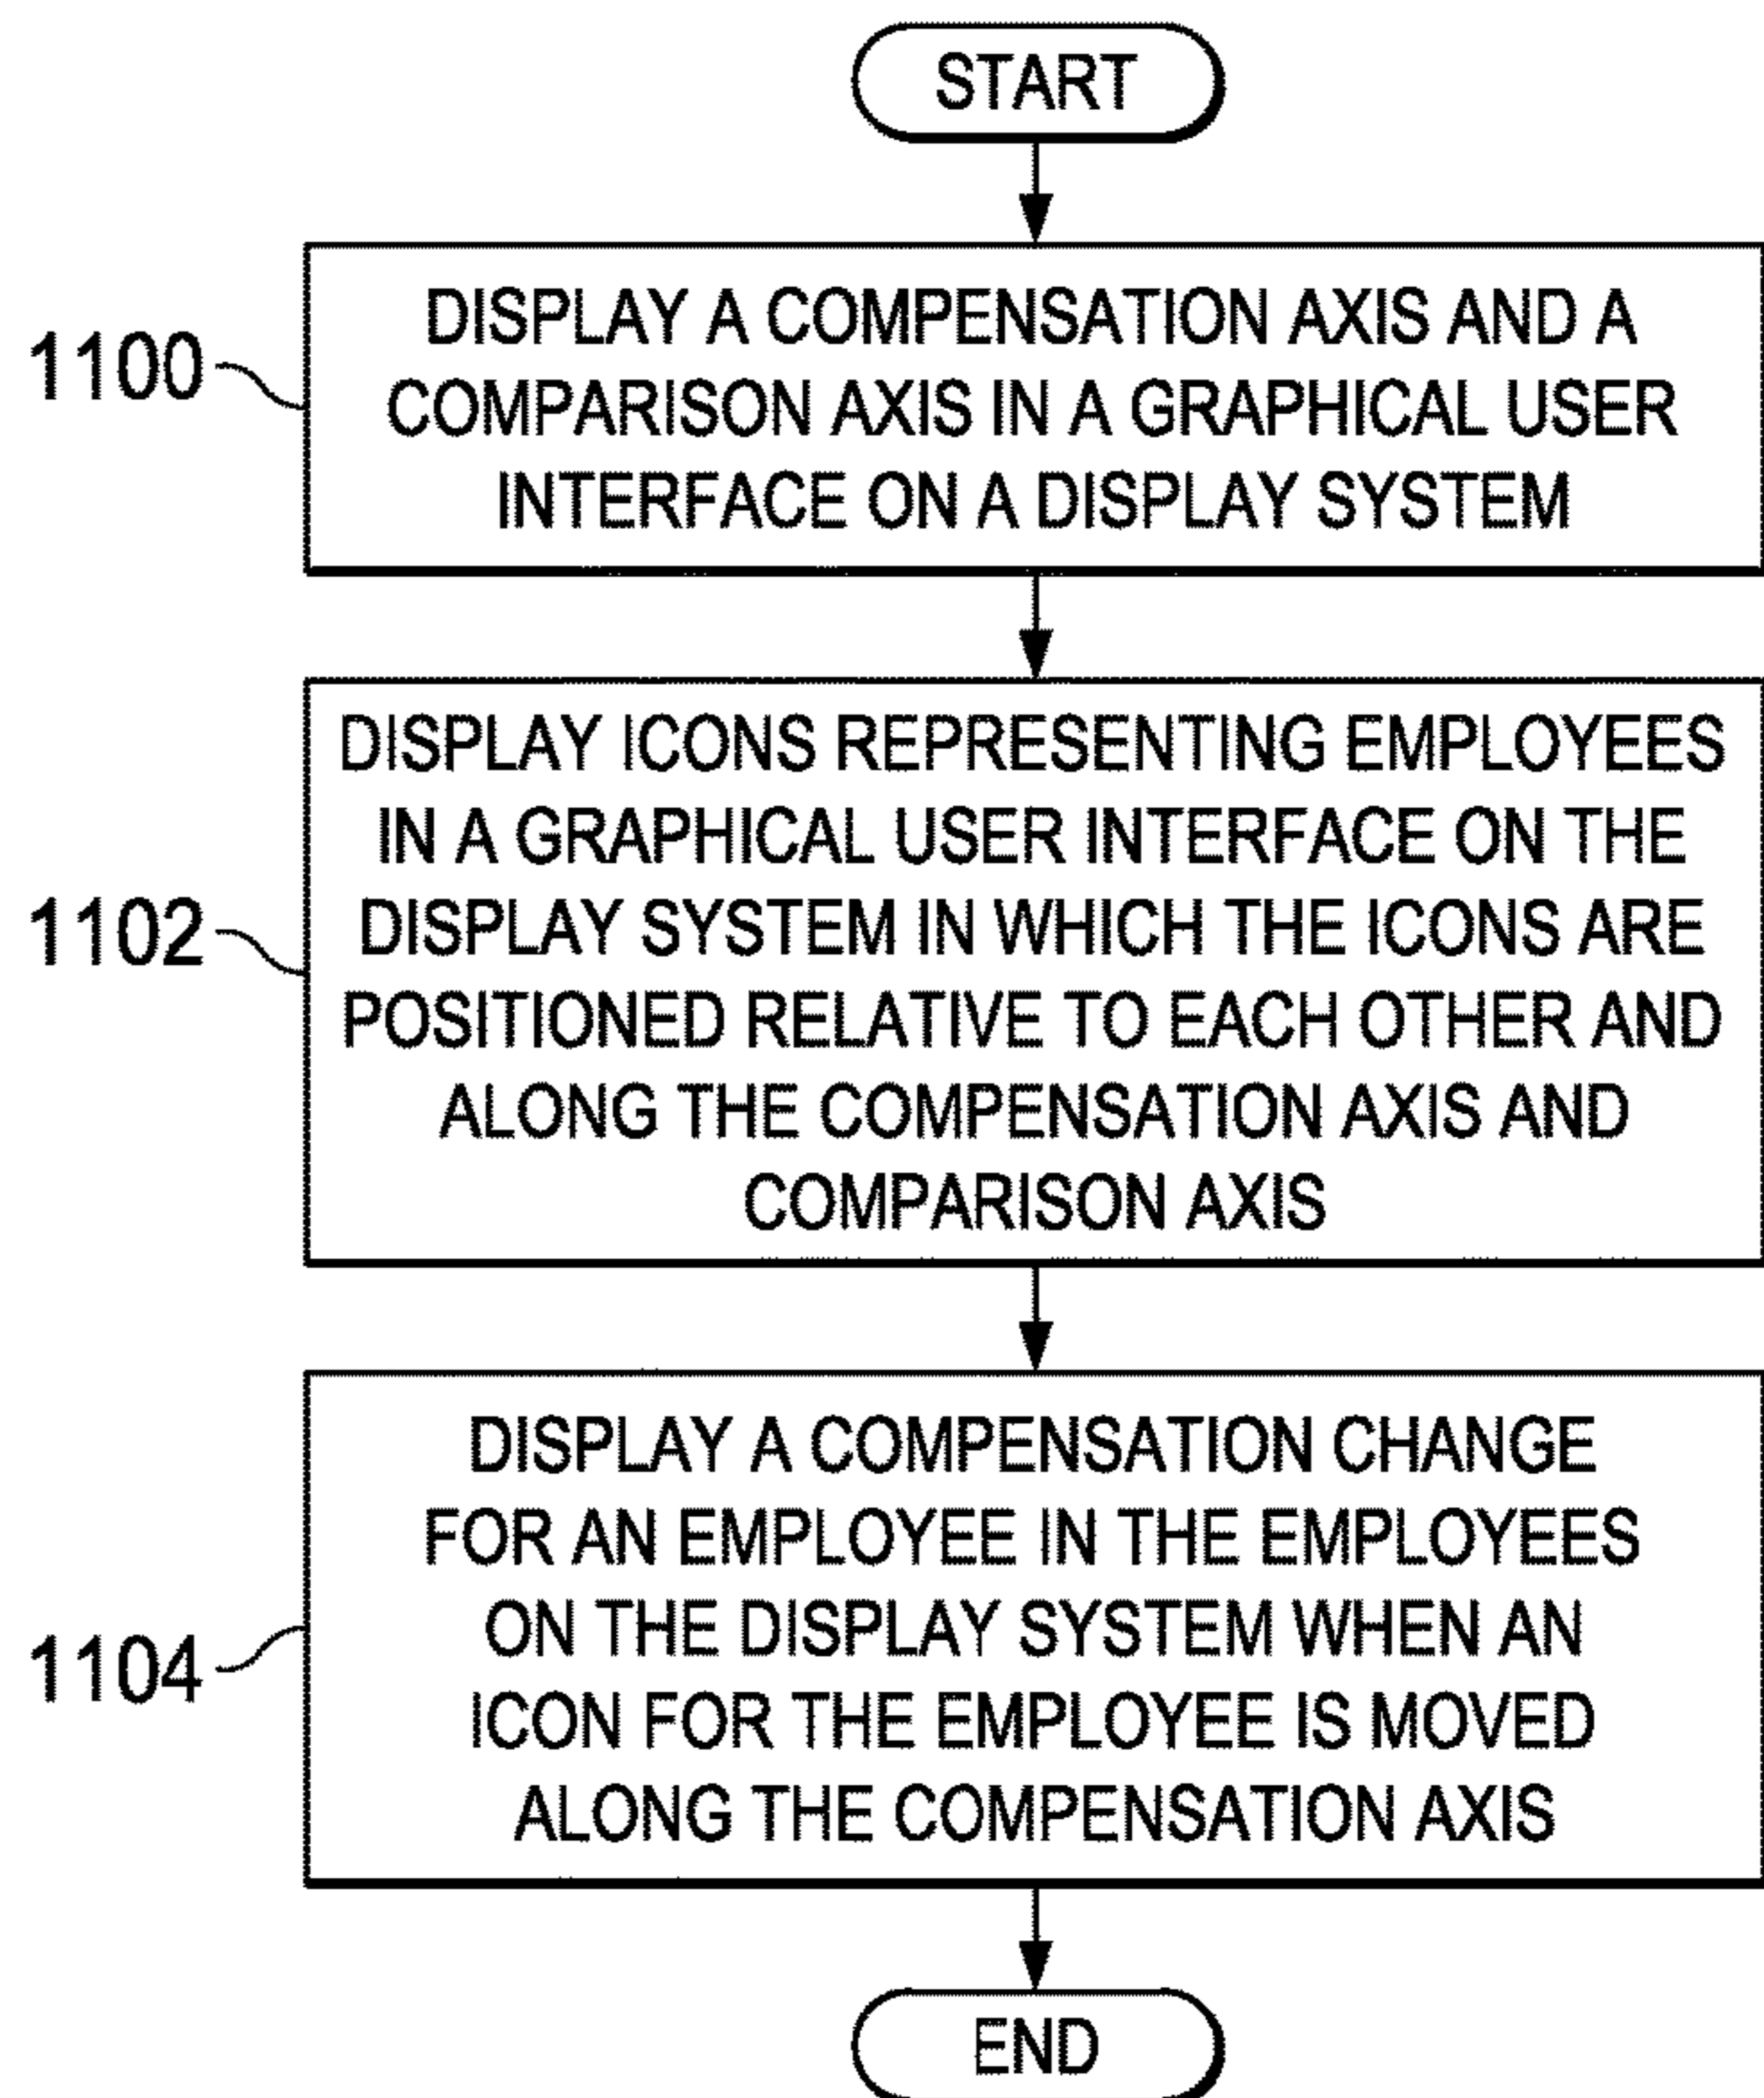 START
1100
DISPLAY A COMPENSATION AXIS AND A
COMPARISON AXIS IN A GRAPHICAL USER
INTERFACE ON A DISPLAY SYSTEM
1102
DISPLAY ICONS REPRESENTING EMPLOYEES
IN A GRAPHICAL USER INTERFACE ON THE
DISPLAY SYSTEM IN WHICH THE ICONS ARE
POSITIONED RELATIVE TO EACH OTHER AND
ALONG THE COMPENSATION AXIS AND
COMPARISON AXIS
1104
DISPLAY A COMPENSATION CHANGE
FOR AN EMPLOYEE IN THE EMPLOYEES
ON THE DISPLAY SYSTEM WHEN AN
ICON FOR THE EMPLOYEE IS MOVED
ALONG THE COMPENSATION AXIS
END